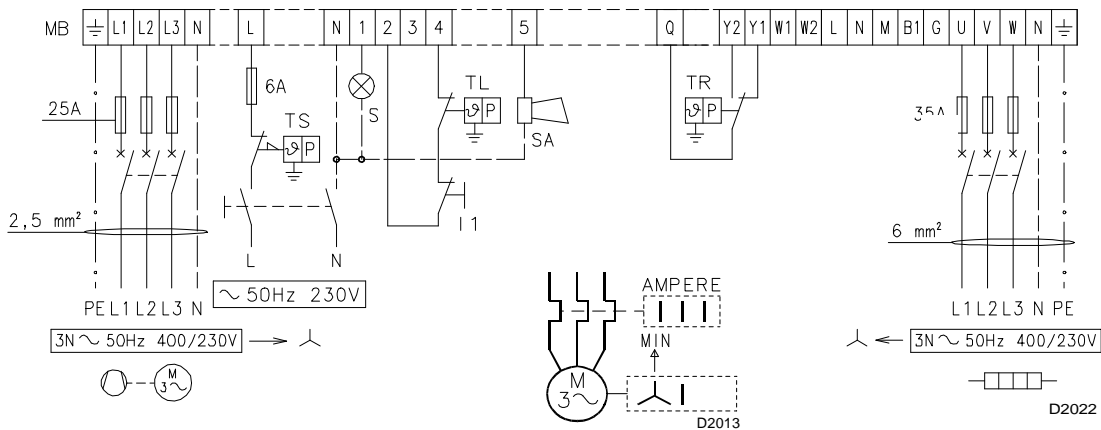 MB ⏚ L1 L2 L3 N L N 1 2 3 4 5 Q Y2 Y1 W1 W2 L N M B1 G U V W N ⏚
25A
6A
TS
ϑ P
S
TL
ϑ P
SA
TR
ϑ P
35A
I1
2,5 mm²
6 mm²
L N
~ 50Hz 230V
PE L1 L2 L3 N
3N ~ 50Hz 400/230V
M
3~
AMPERE
MIN
M
3~
D2013
L1 L2 L3 N PE
3N ~ 50Hz 400/230V
D2022